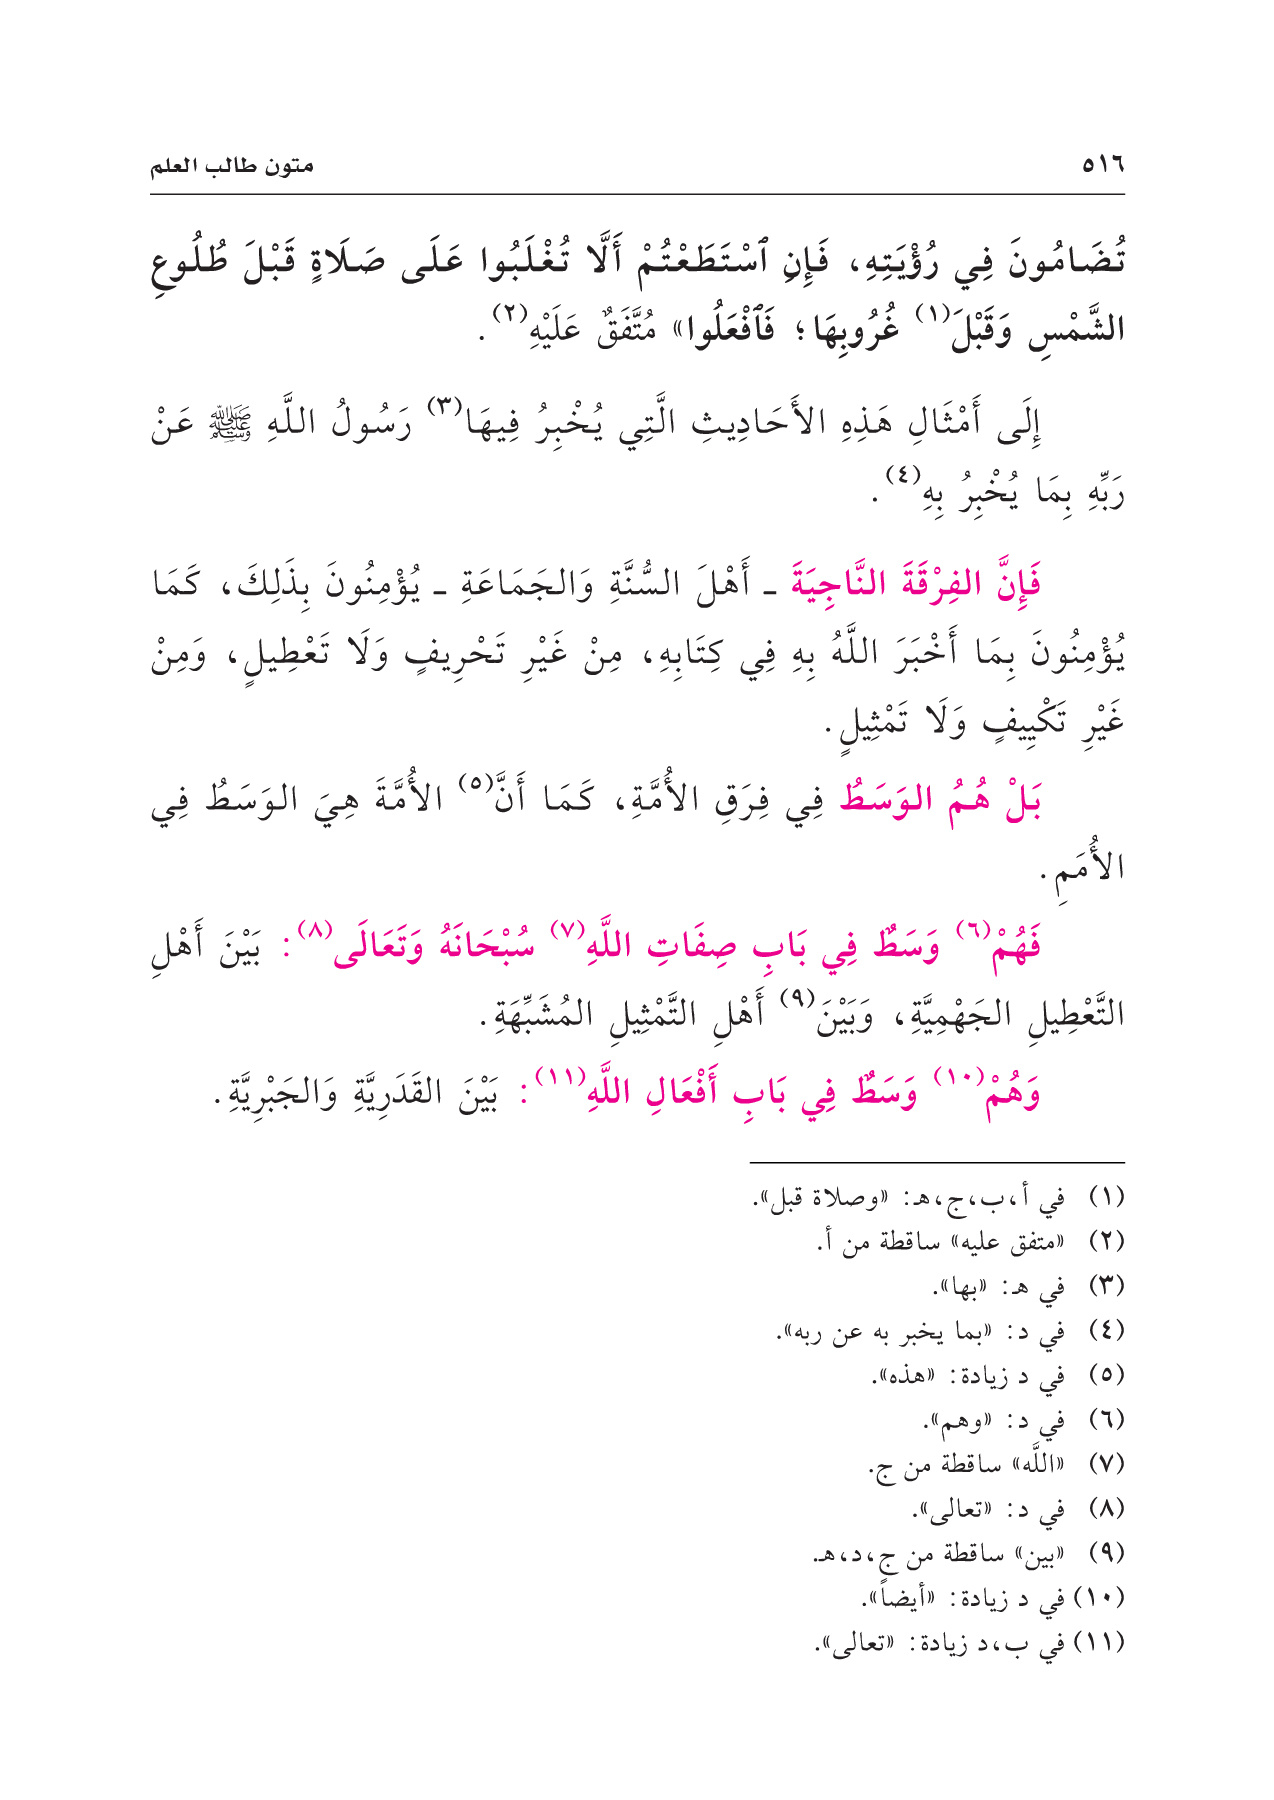 ٥١٦ متون طالب العلم
تُضَامُونَ فِي رُؤْيَتِهِ، فَإِنِ ٱسْتَطَعْتُمْ أَلَّا تُغْلَبُوا عَلَى صَلَاةٍ قَبْلَ طُلُوعِ
الشَّمْسِ وَقَبْلَ(١) غُرُوبِهَا؛ فَٱفْعَلُوا» مُتَّفَقٌ عَلَيْهِ(٢).
إِلَى أَمْثَالِ هَذِهِ الأَحَادِيثِ الَّتِي يُخْبِرُ فِيهَا(٣) رَسُولُ اللَّهِ ﷺ عَنْ
رَبِّهِ بِمَا يُخْبِرُ بِهِ(٤).
فَإِنَّ الفِرْقَةَ النَّاجِيَةَ ـ أَهْلَ السُّنَّةِ وَالجَمَاعَةِ ـ يُؤْمِنُونَ بِذَلِكَ، كَمَا
يُؤْمِنُونَ بِمَا أَخْبَرَ اللَّهُ بِهِ فِي كِتَابِهِ، مِنْ غَيْرِ تَحْرِيفٍ وَلَا تَعْطِيلٍ، وَمِنْ
غَيْرِ تَكْيِيفٍ وَلَا تَمْثِيلٍ.
بَلْ هُمُ الوَسَطُ فِي فِرَقِ الأُمَّةِ، كَمَا أَنَّ(٥) الأُمَّةَ هِيَ الوَسَطُ فِي
الأُمَمِ.
فَهُمْ(٦) وَسَطٌ فِي بَابِ صِفَاتِ اللَّهِ(٧) سُبْحَانَهُ وَتَعَالَى(٨): بَيْنَ أَهْلِ
التَّعْطِيلِ الجَهْمِيَّةِ، وَبَيْنَ(٩) أَهْلِ التَّمْثِيلِ المُشَبِّهَةِ.
وَهُمْ(١٠) وَسَطٌ فِي بَابِ أَفْعَالِ اللَّهِ(١١): بَيْنَ القَدَرِيَّةِ وَالجَبْرِيَّةِ.
(١) في أ،ب،ج،هـ: «وصلاة قبل».
(٢) «متفق عليه» ساقطة من أ.
(٣) في هـ: «بها».
(٤) في د: «بما يخبر به عن ربه».
(٥) في د زيادة: «هذه».
(٦) في د: «وهم».
(٧) «اللَّه» ساقطة من ج.
(٨) في د: «تعالى».
(٩) «بين» ساقطة من ج،د،هـ.
(١٠) في د زيادة: «أيضاً».
(١١) في ب،د زيادة: «تعالى».